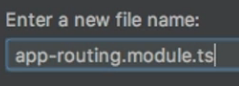 Enter a new file name:
app-routing.module.ts